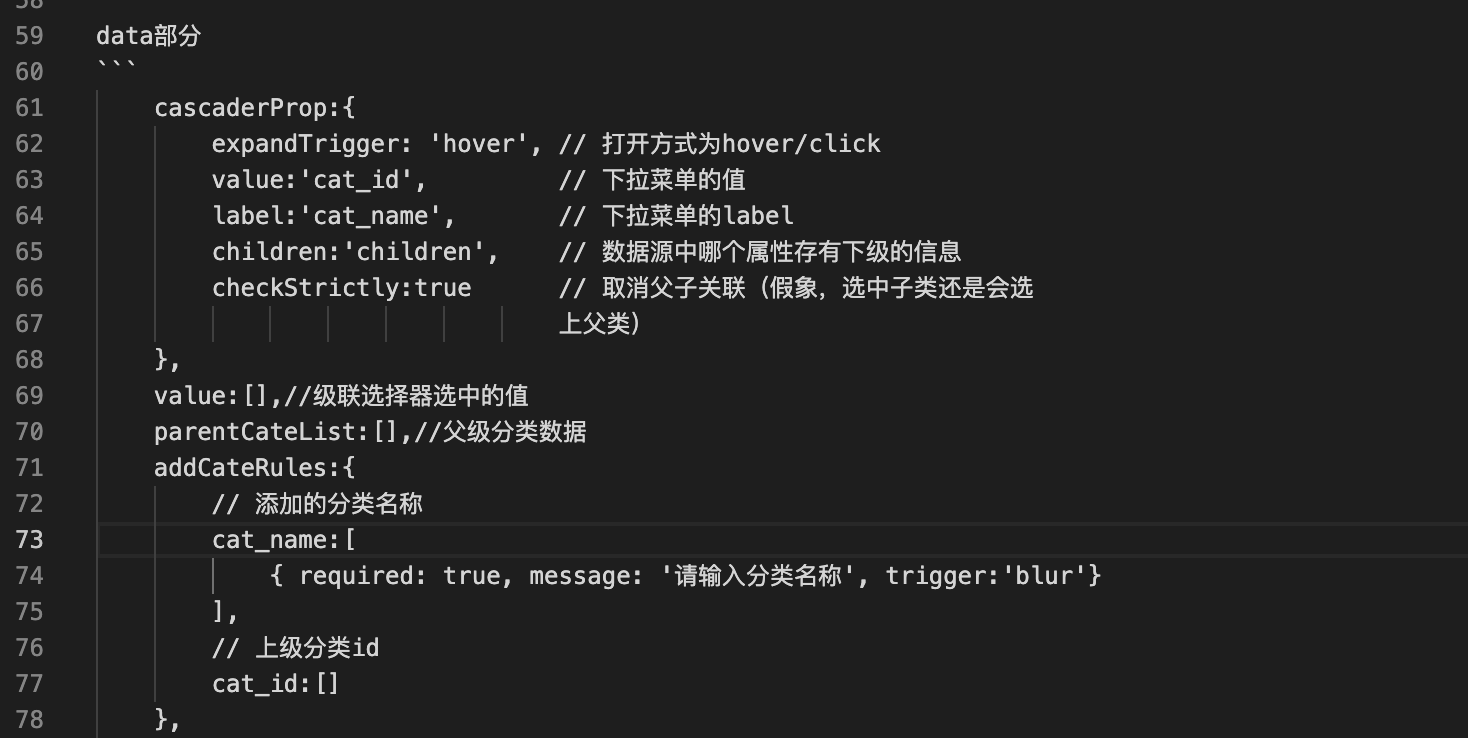 58
59 data部分
60 ```
61 cascaderProp:{
62 expandTrigger: 'hover', // 打开方式为hover/click
63 value:'cat_id', // 下拉菜单的值
64 label:'cat_name', // 下拉菜单的label
65 children:'children', // 数据源中哪个属性存有下级的信息
66 checkStrictly:true // 取消父子关联（假象，选中子类还是会选
67 上父类）
68 },
69 value:[],//级联选择器选中的值
70 parentCateList:[],//父级分类数据
71 addCateRules:{
72 // 添加的分类名称
73 cat_name:[
74 { required: true, message: '请输入分类名称', trigger:'blur'}
75 ],
76 // 上级分类id
77 cat_id:[]
78 },